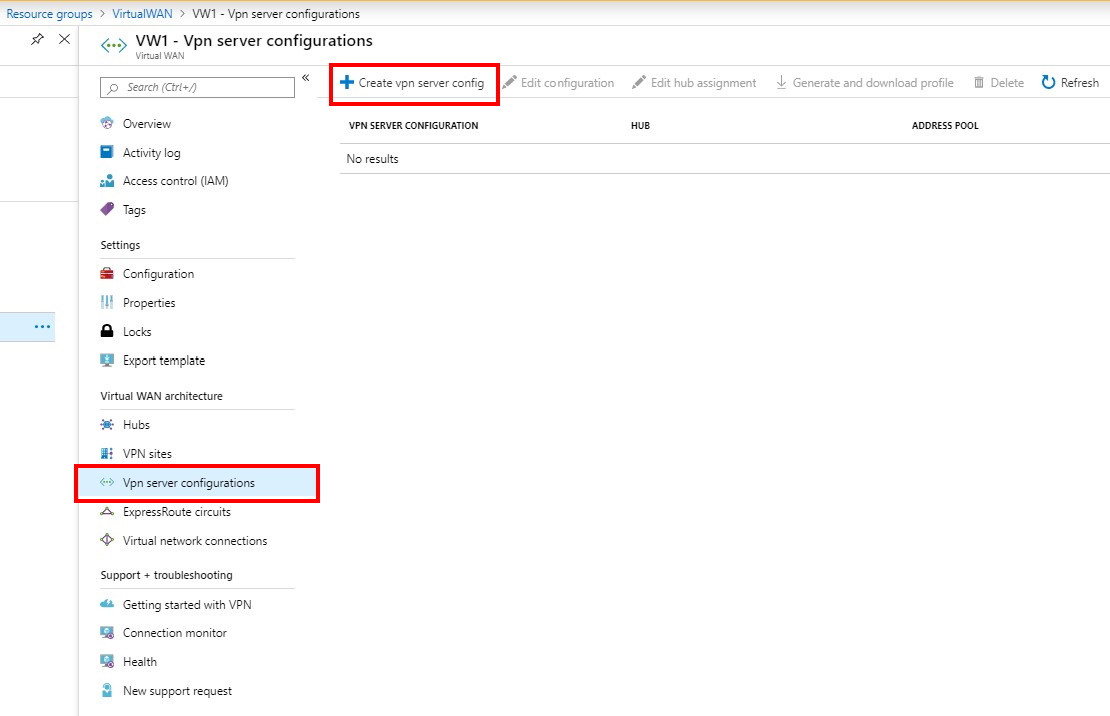 Resource groups > VirtualWAN > VW1 - Vpn server configurations
VW1 - Vpn server configurations
Virtual WAN
Search (Ctrl+/)
Overview
Activity log
Access control (IAM)
Tags
Settings
Configuration
Properties
Locks
Export template
Virtual WAN architecture
Hubs
VPN sites
Vpn server configurations
ExpressRoute circuits
Virtual network connections
Support + troubleshooting
Getting started with VPN
Connection monitor
Health
New support request
Create vpn server config Edit configuration Edit hub assignment Generate and download profile Delete Refresh
VPN SERVER CONFIGURATION HUB ADDRESS POOL
No results